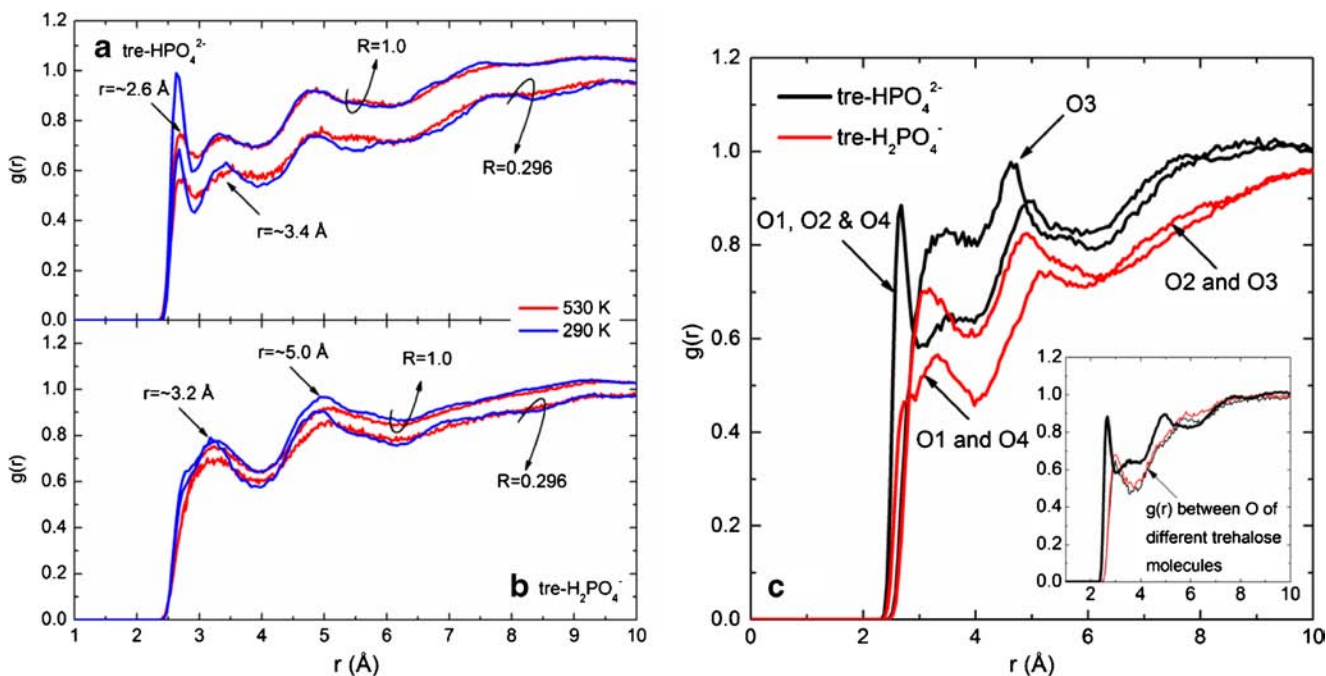 a tre-HPO₄²⁻
r=~2.6 Å
R=1.0
R=0.296
r=~3.4 Å
g(r)
1.2
1.0
0.8
0.6
0.4
0.2
0.0
530 K
290 K
r=~5.0 Å
r=~3.2 Å
R=1.0
R=0.296
b tre-H₂PO₄⁻
g(r)
1.2
1.0
0.8
0.6
0.4
0.2
0.0
1 2 3 4 5 6 7 8 9 10
r (Å)
tre-HPO₄²⁻
tre-H₂PO₄⁻
O3
O1, O2 & O4
O2 and O3
O1 and O4
c
g(r)
1.2
1.0
0.8
0.6
0.4
0.2
0.0
0 2 4 6 8 10
r (Å)
1.2
1.0
0.8
0.6
0.4
0.2
0.0
g(r) between O of
different trehalose
molecules
2 4 6 8 10